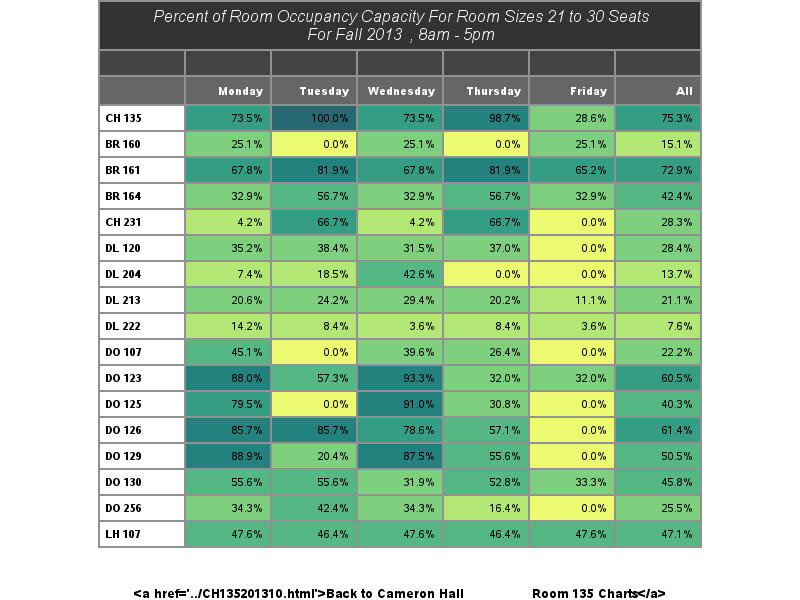 Percent of Room Occupancy Capacity For Room Sizes 21 to 30 Seats
For Fall 2013 , 8am - 5pm
Monday Tuesday Wednesday Thursday Friday All
CH 135 73.5% 100.0% 73.5% 98.7% 28.6% 75.3%
BR 160 25.1% 0.0% 25.1% 0.0% 25.1% 15.1%
BR 161 67.8% 81.9% 67.8% 81.9% 65.2% 72.9%
BR 164 32.9% 56.7% 32.9% 56.7% 32.9% 42.4%
CH 231 4.2% 66.7% 4.2% 66.7% 0.0% 28.3%
DL 120 35.2% 38.4% 31.5% 37.0% 0.0% 28.4%
DL 204 7.4% 18.5% 42.6% 0.0% 0.0% 13.7%
DL 213 20.6% 24.2% 29.4% 20.2% 11.1% 21.1%
DL 222 14.2% 8.4% 3.6% 8.4% 3.6% 7.6%
DO 107 45.1% 0.0% 39.6% 26.4% 0.0% 22.2%
DO 123 88.0% 57.3% 93.3% 32.0% 32.0% 60.5%
DO 125 79.5% 0.0% 91.0% 30.8% 0.0% 40.3%
DO 126 85.7% 85.7% 78.6% 57.1% 0.0% 61.4%
DO 129 88.9% 20.4% 87.5% 55.6% 0.0% 50.5%
DO 130 55.6% 55.6% 31.9% 52.8% 33.3% 45.8%
DO 256 34.3% 42.4% 34.3% 16.4% 0.0% 25.5%
LH 107 47.6% 46.4% 47.6% 46.4% 47.6% 47.1%
<a href='../CH135201310.html'>Back to Cameron Hall Room 135 Charts</a>